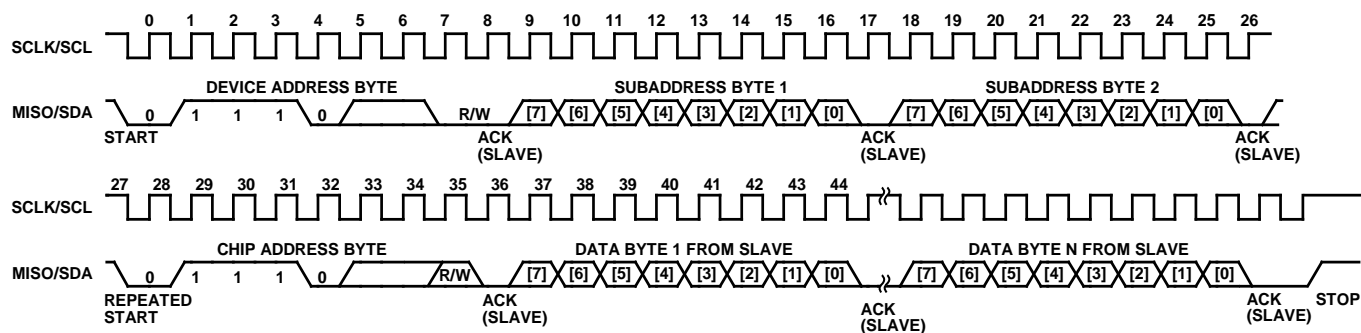 0 1 2 3 4 5 6 7 8 9 10 11 12 13 14 15 16 17 18 19 20 21 22 23 24 25 26
SCLK/SCL
DEVICE ADDRESS BYTE SUBADDRESS BYTE 1 SUBADDRESS BYTE 2
MISO/SDA 0 1 1 1 0 R/W [7] [6] [5] [4] [3] [2] [1] [0] [7] [6] [5] [4] [3] [2] [1] [0]
START ACK (SLAVE) ACK (SLAVE) ACK (SLAVE)
27 28 29 30 31 32 33 34 35 36 37 38 39 40 41 42 43 44
SCLK/SCL
CHIP ADDRESS BYTE DATA BYTE 1 FROM SLAVE DATA BYTE N FROM SLAVE
MISO/SDA 0 1 1 1 0 R/W [7] [6] [5] [4] [3] [2] [1] [0] [7] [6] [5] [4] [3] [2] [1] [0]
REPEATED START ACK (SLAVE) ACK (SLAVE) ACK (SLAVE) STOP